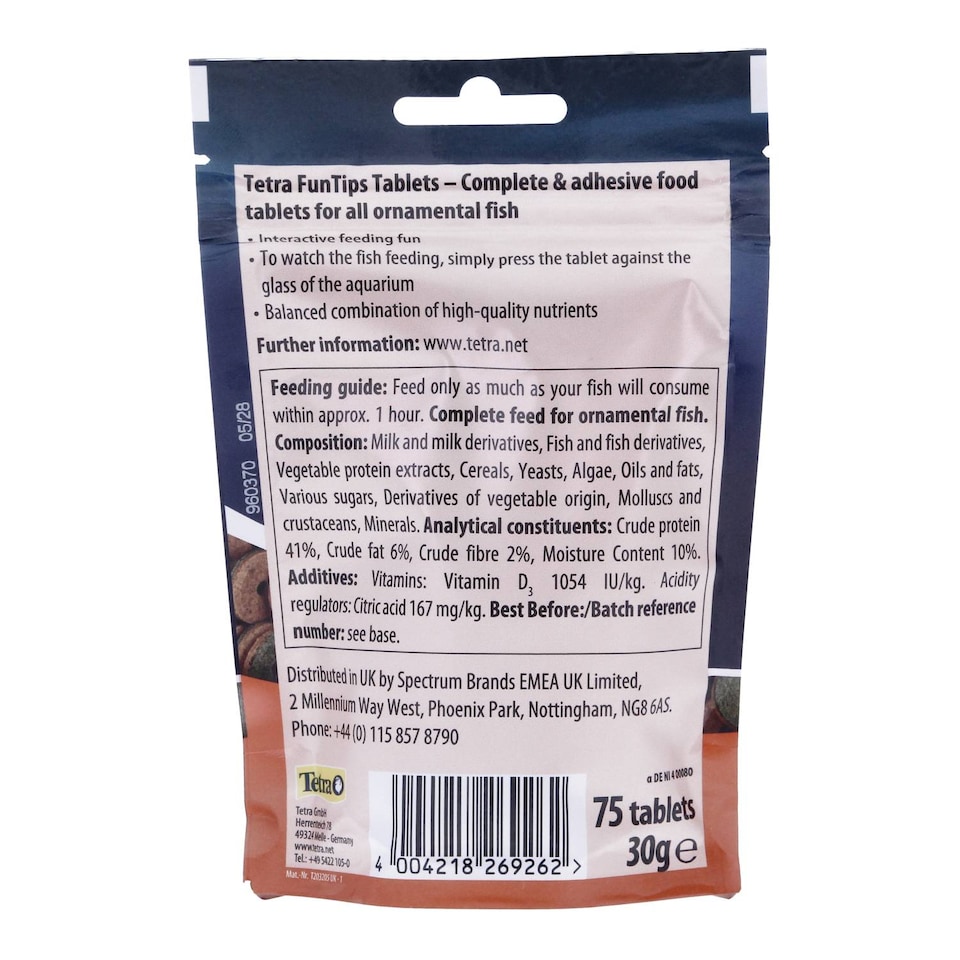 Tetra FunTips Tablets – Complete & adhesive food
tablets for all ornamental fish
• Interactive feeding fun
• To watch the fish feeding, simply press the tablet against the
glass of the aquarium
• Balanced combination of high-quality nutrients
Further information: www.tetra.net
Feeding guide: Feed only as much as your fish will consume
within approx. 1 hour. Complete feed for ornamental fish.
Composition: Milk and milk derivatives, Fish and fish derivatives,
Vegetable protein extracts, Cereals, Yeasts, Algae, Oils and fats,
Various sugars, Derivatives of vegetable origin, Molluscs and
crustaceans, Minerals. Analytical constituents: Crude protein
41%, Crude fat 6%, Crude fibre 2%, Moisture Content 10%.
Additives: Vitamins: Vitamin D3 1054 IU/kg. Acidity
regulators: Citric acid 167 mg/kg. Best Before:/Batch reference
number: see base.
960370 05/28
Distributed in UK by Spectrum Brands EMEA UK Limited,
2 Millennium Way West, Phoenix Park, Nottingham, NG8 6AS.
Phone: +44 (0) 115 857 8790
Tetra
Tetra GmbH
Herrenteich 78
49324 Melle - Germany
www.tetra.net
Tel.: +49 5422 105-0
Mat.-Nr. T203205 UK - 1
4 004218 269262 >
α DE NI 4 00080
75 tablets
30g e